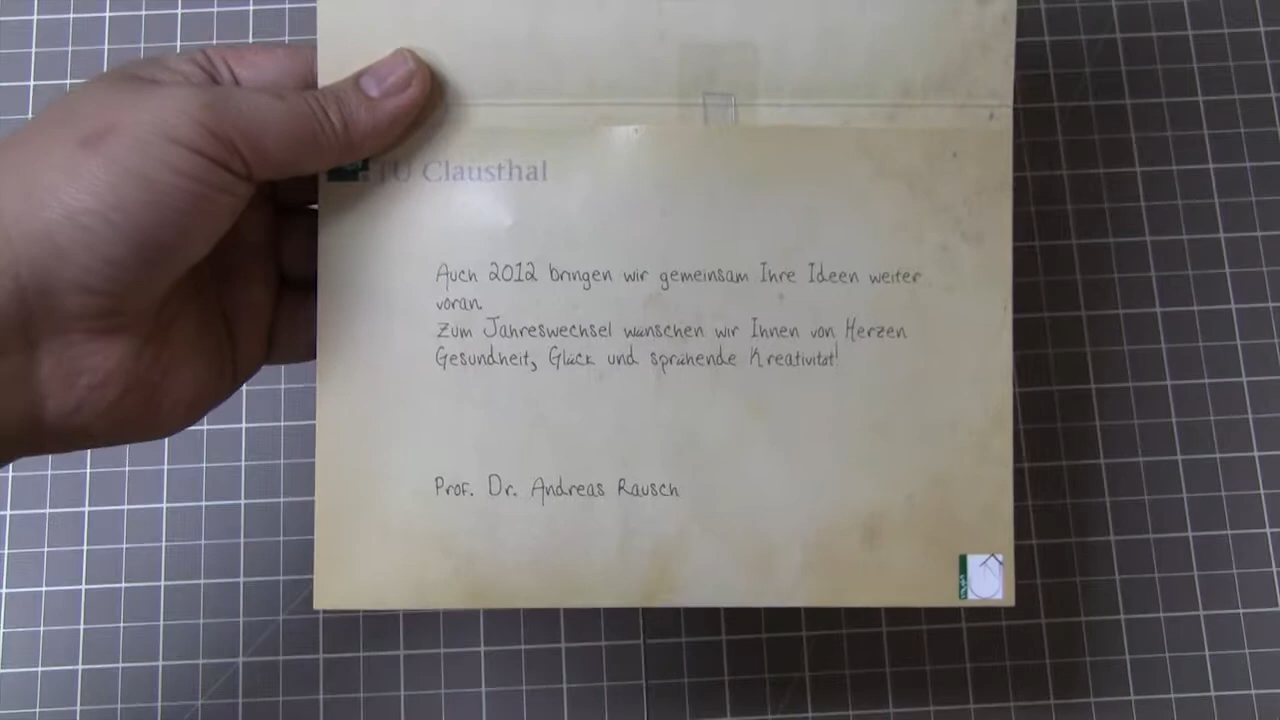 TU Clausthal
Auch 2012 bringen wir gemeinsam Ihre Ideen weiter
voran.
Zum Jahreswechsel wünschen wir Ihnen von Herzen
Gesundheit, Glück und sprühende Kreativität!
Prof. Dr. Andreas Rausch